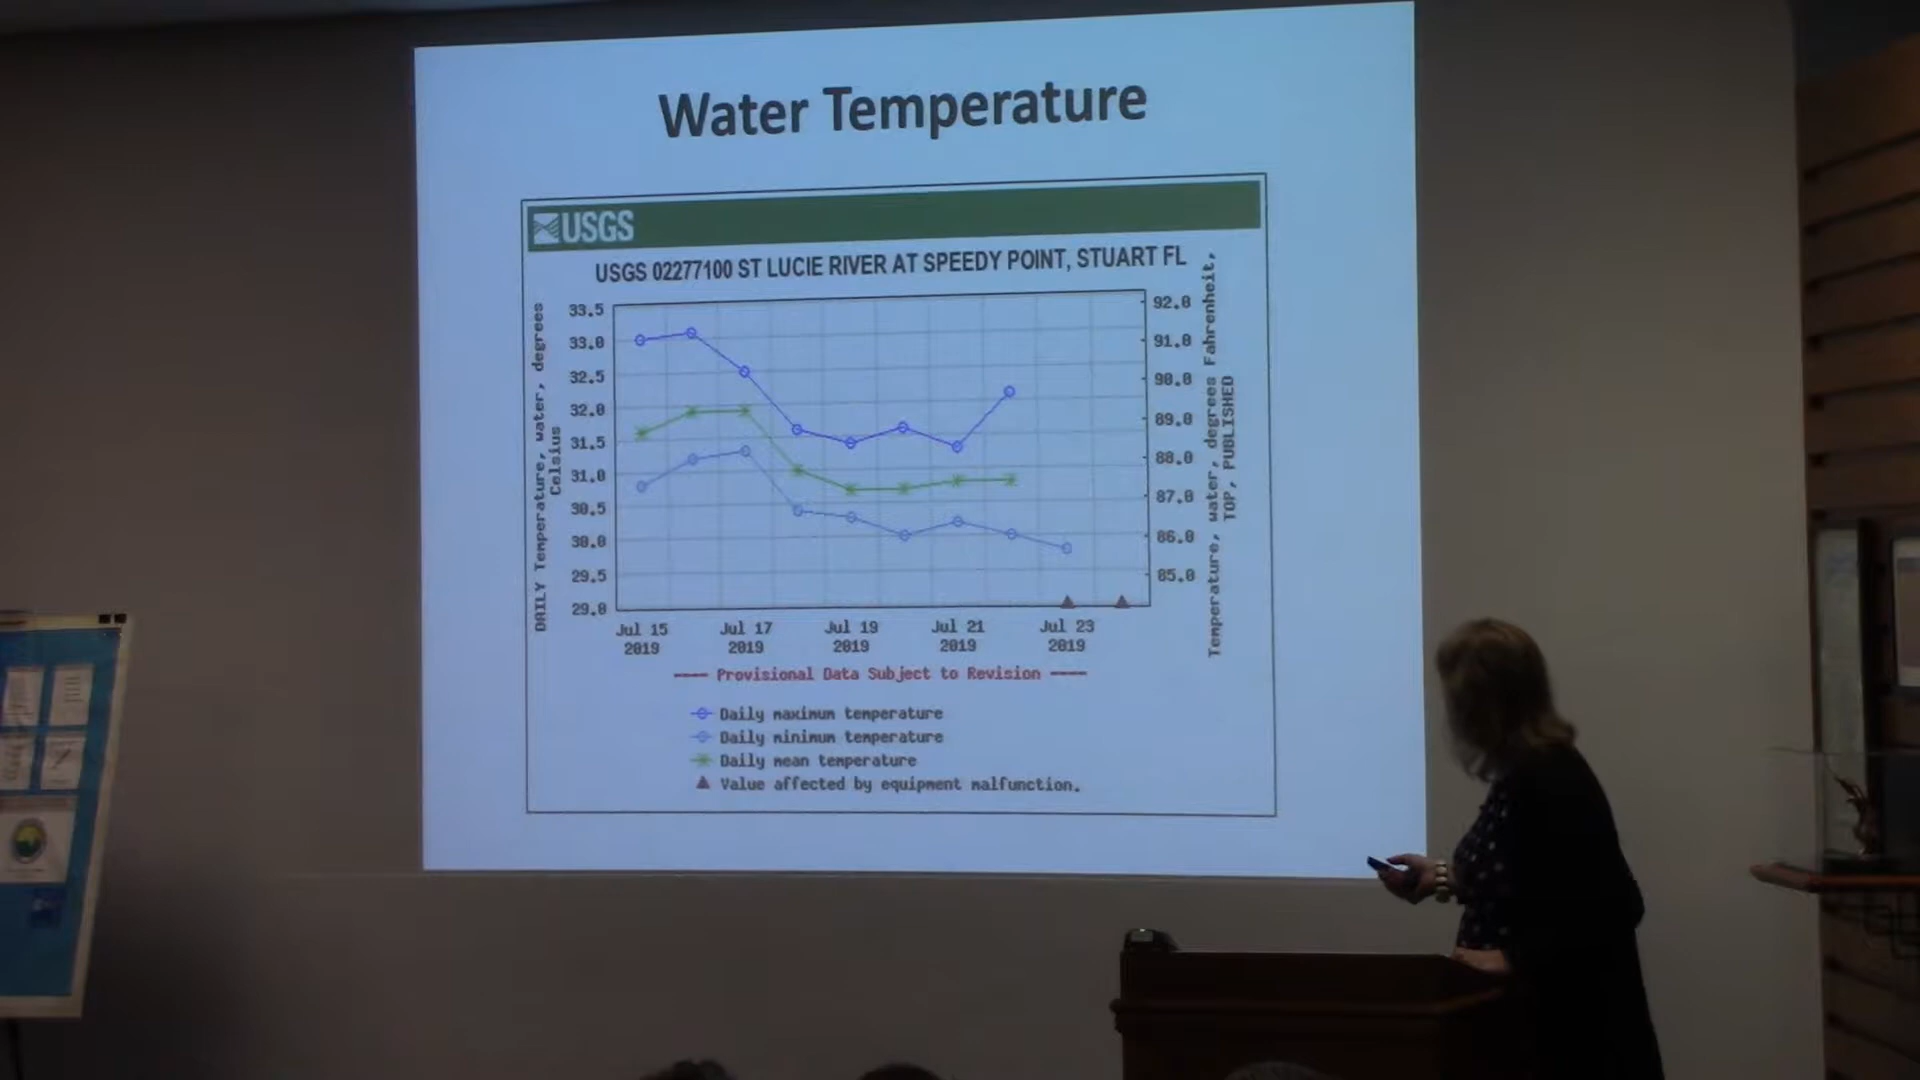 Water Temperature
USGS
USGS 02277100 ST LUCIE RIVER AT SPEEDY POINT, STUART FL
DAILY Temperature, water, degrees
Celsius
33.5
33.0
32.5
32.0
31.5
31.0
30.5
30.0
29.5
29.0
92.0
91.0
90.0
89.0
88.0
87.0
86.0
85.0
Temperature, water, degrees Fahrenheit,
TOP, PUBLISHED
Jul 15 Jul 17 Jul 19 Jul 21 Jul 23
2019 2019 2019 2019 2019
---- Provisional Data Subject to Revision ----
Daily maximum temperature
Daily minimum temperature
Daily mean temperature
Value affected by equipment malfunction.